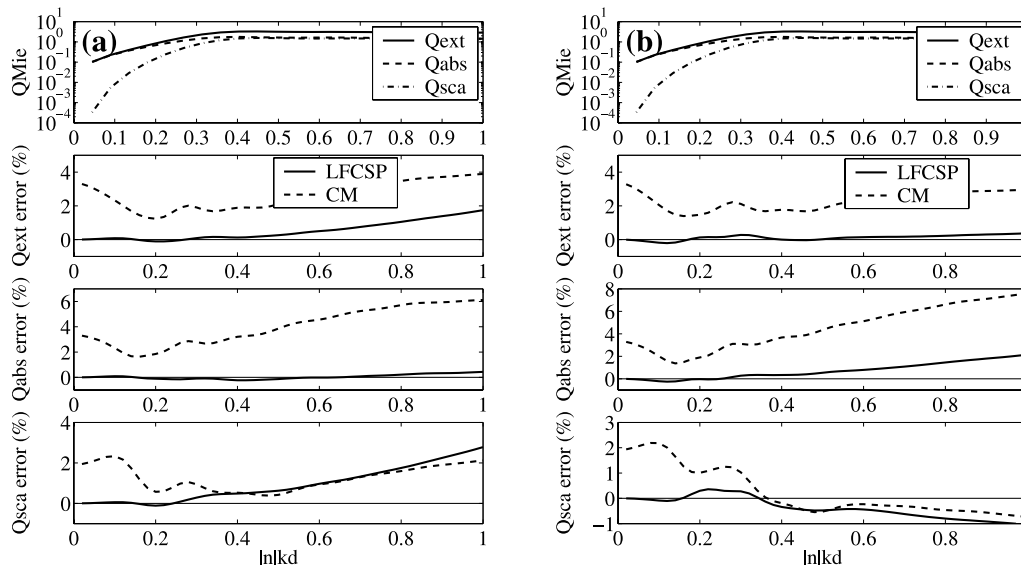 (a)
QMie
10^1
10^0
10^-1
10^-2
10^-3
10^-4
Qext
Qabs
Qsca
0 0.1 0.2 0.3 0.4 0.5 0.6 0.7 0.8 0.9 1
Qext error (%)
4
2
0
LFCSP
CM
0 0.2 0.4 0.6 0.8 1
Qabs error (%)
6
4
2
0
0 0.2 0.4 0.6 0.8 1
Qsca error (%)
4
2
0
0 0.2 0.4 0.6 0.8 1
|n|kd
(b)
QMie
10^1
10^0
10^-1
10^-2
10^-3
10^-4
Qext
Qabs
Qsca
0 0.1 0.2 0.3 0.4 0.5 0.6 0.7 0.8 0.9
Qext error (%)
4
2
0
LFCSP
CM
0 0.2 0.4 0.6 0.8
Qabs error (%)
8
6
4
2
0
0 0.2 0.4 0.6 0.8
Qsca error (%)
3
2
1
0
−1
0 0.2 0.4 0.6 0.8
|n|kd